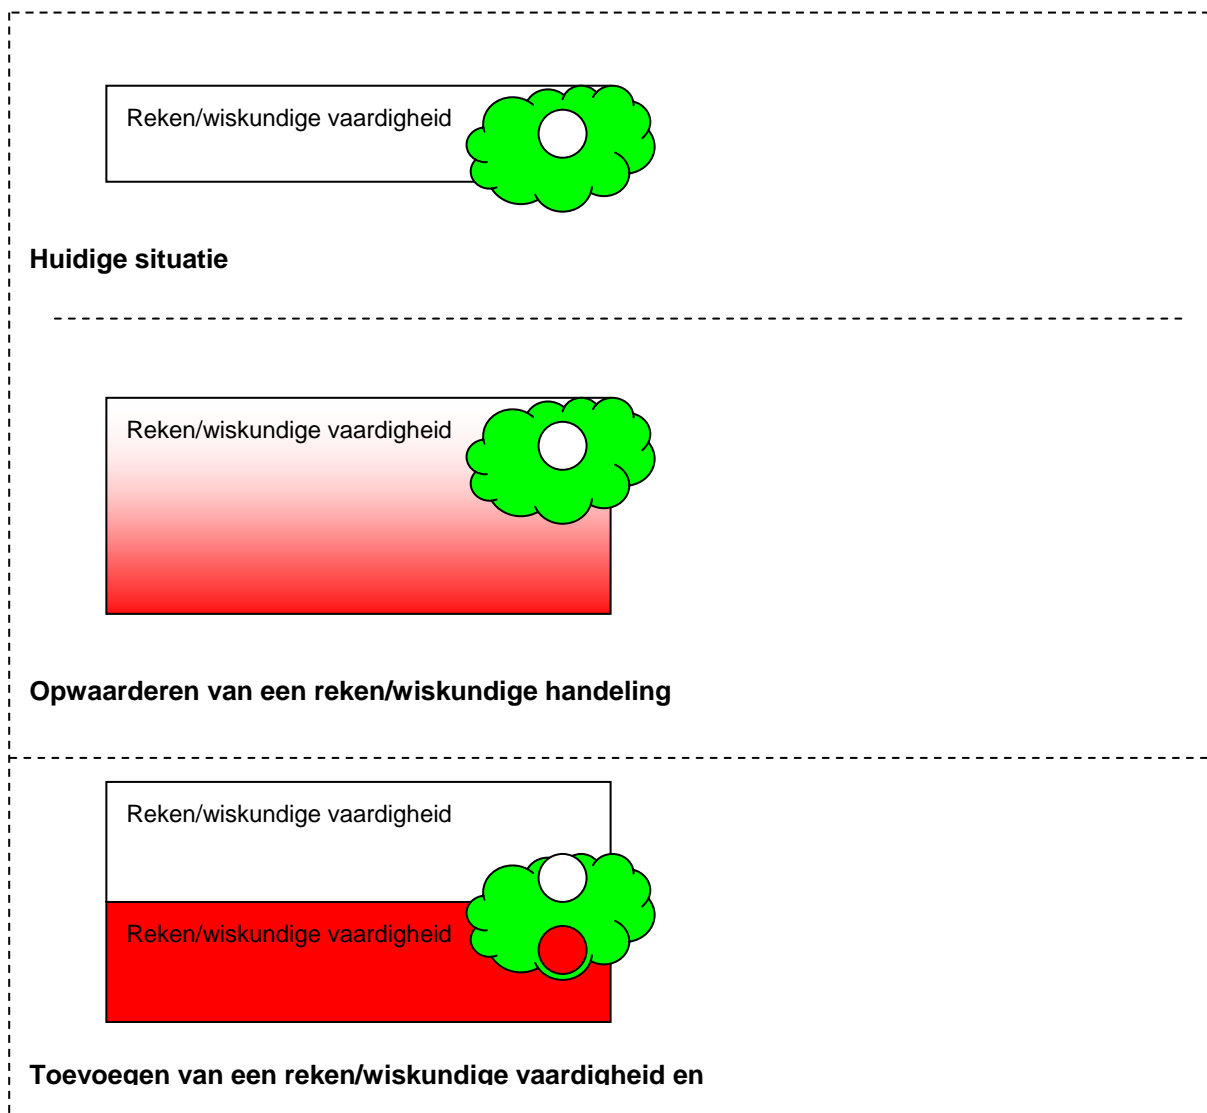 Reken/wiskundige vaardigheid
Huidige situatie
Reken/wiskundige vaardigheid
Opwaarderen van een reken/wiskundige handeling
Reken/wiskundige vaardigheid
Reken/wiskundige vaardigheid
Toevoegen van een reken/wiskundige vaardigheid en